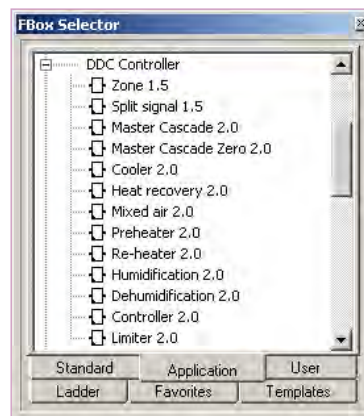 FBox Selector
DDC Controller
Zone 1.5
Split signal 1.5
Master Cascade 2.0
Master Cascade Zero 2.0
Cooler 2.0
Heat recovery 2.0
Mixed air 2.0
Preheater 2.0
Re-heater 2.0
Humidification 2.0
Dehumidification 2.0
Controller 2.0
Limiter 2.0
Standard Application User
Ladder Favorites Templates